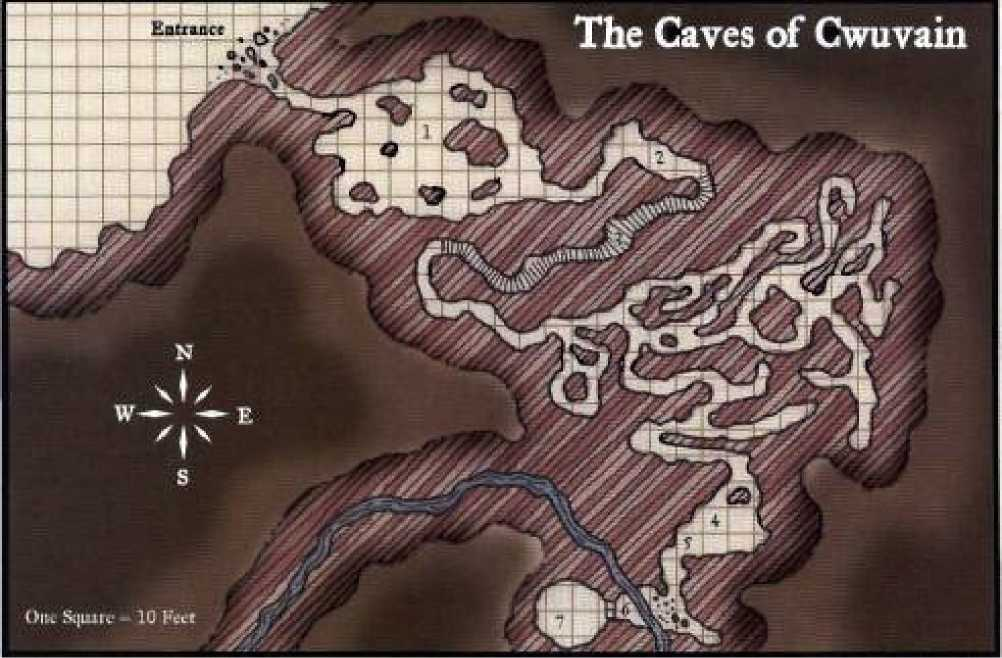 The Caves of Cwuvain
Entrance
1
2
N
W E
S
4
5
One Square = 10 Feet
6
7